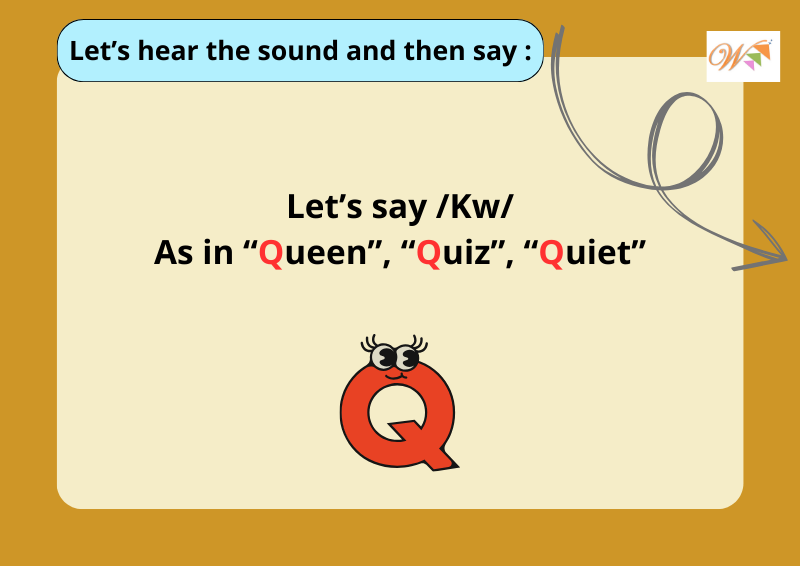 Let’s hear the sound and then say :
W
Let’s say /Kw/
As in “Queen”, “Quiz”, “Quiet”
Q